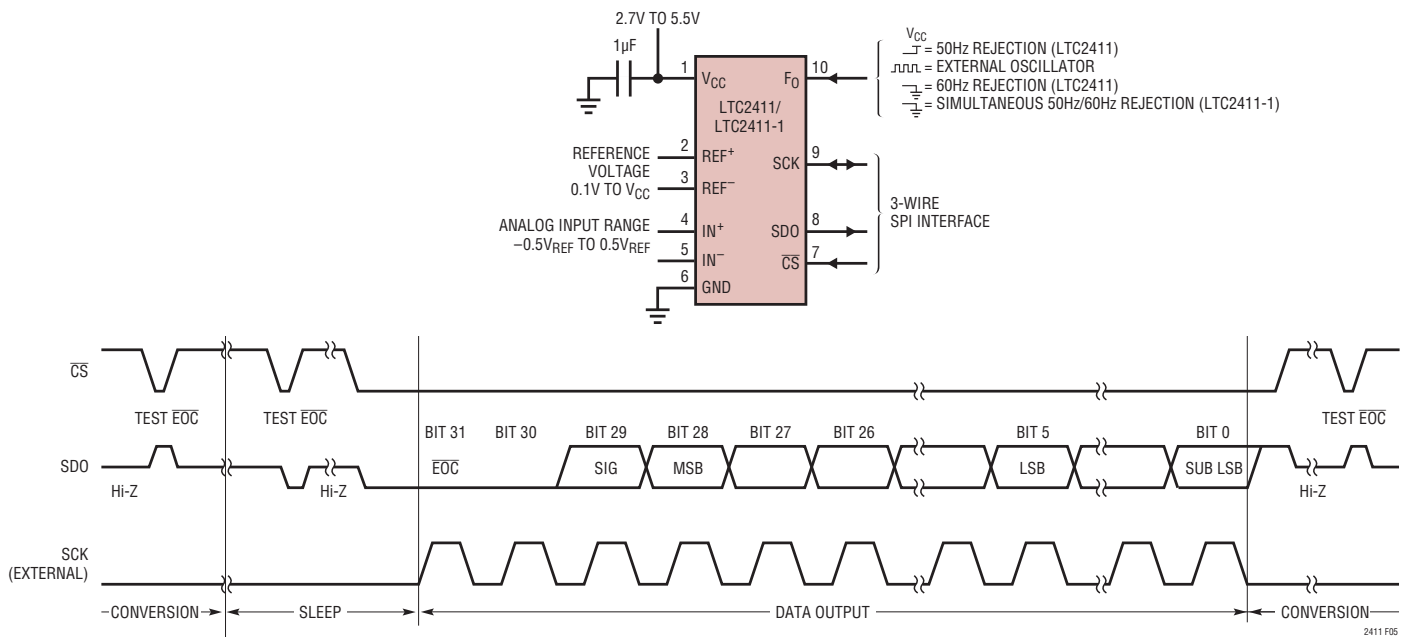 2.7V TO 5.5V
1µF
VCC
= 50Hz REJECTION (LTC2411)
= EXTERNAL OSCILLATOR
= 60Hz REJECTION (LTC2411)
= SIMULTANEOUS 50Hz/60Hz REJECTION (LTC2411-1)
1
VCC
FO
10
LTC2411/
LTC2411-1
REFERENCE
VOLTAGE
0.1V TO VCC
2
REF+
3
REF−
SCK
9
ANALOG INPUT RANGE
−0.5VREF TO 0.5VREF
4
IN+
5
IN−
SDO
8
CS
7
6
GND
3-WIRE
SPI INTERFACE
CS
TEST EOC
TEST EOC
TEST EOC
BIT 31
BIT 30
BIT 29
BIT 28
BIT 27
BIT 26
BIT 5
BIT 0
SDO
EOC
SIG
MSB
LSB
SUB LSB
Hi-Z
Hi-Z
Hi-Z
SCK
(EXTERNAL)
CONVERSION
SLEEP
DATA OUTPUT
CONVERSION
2411 F05